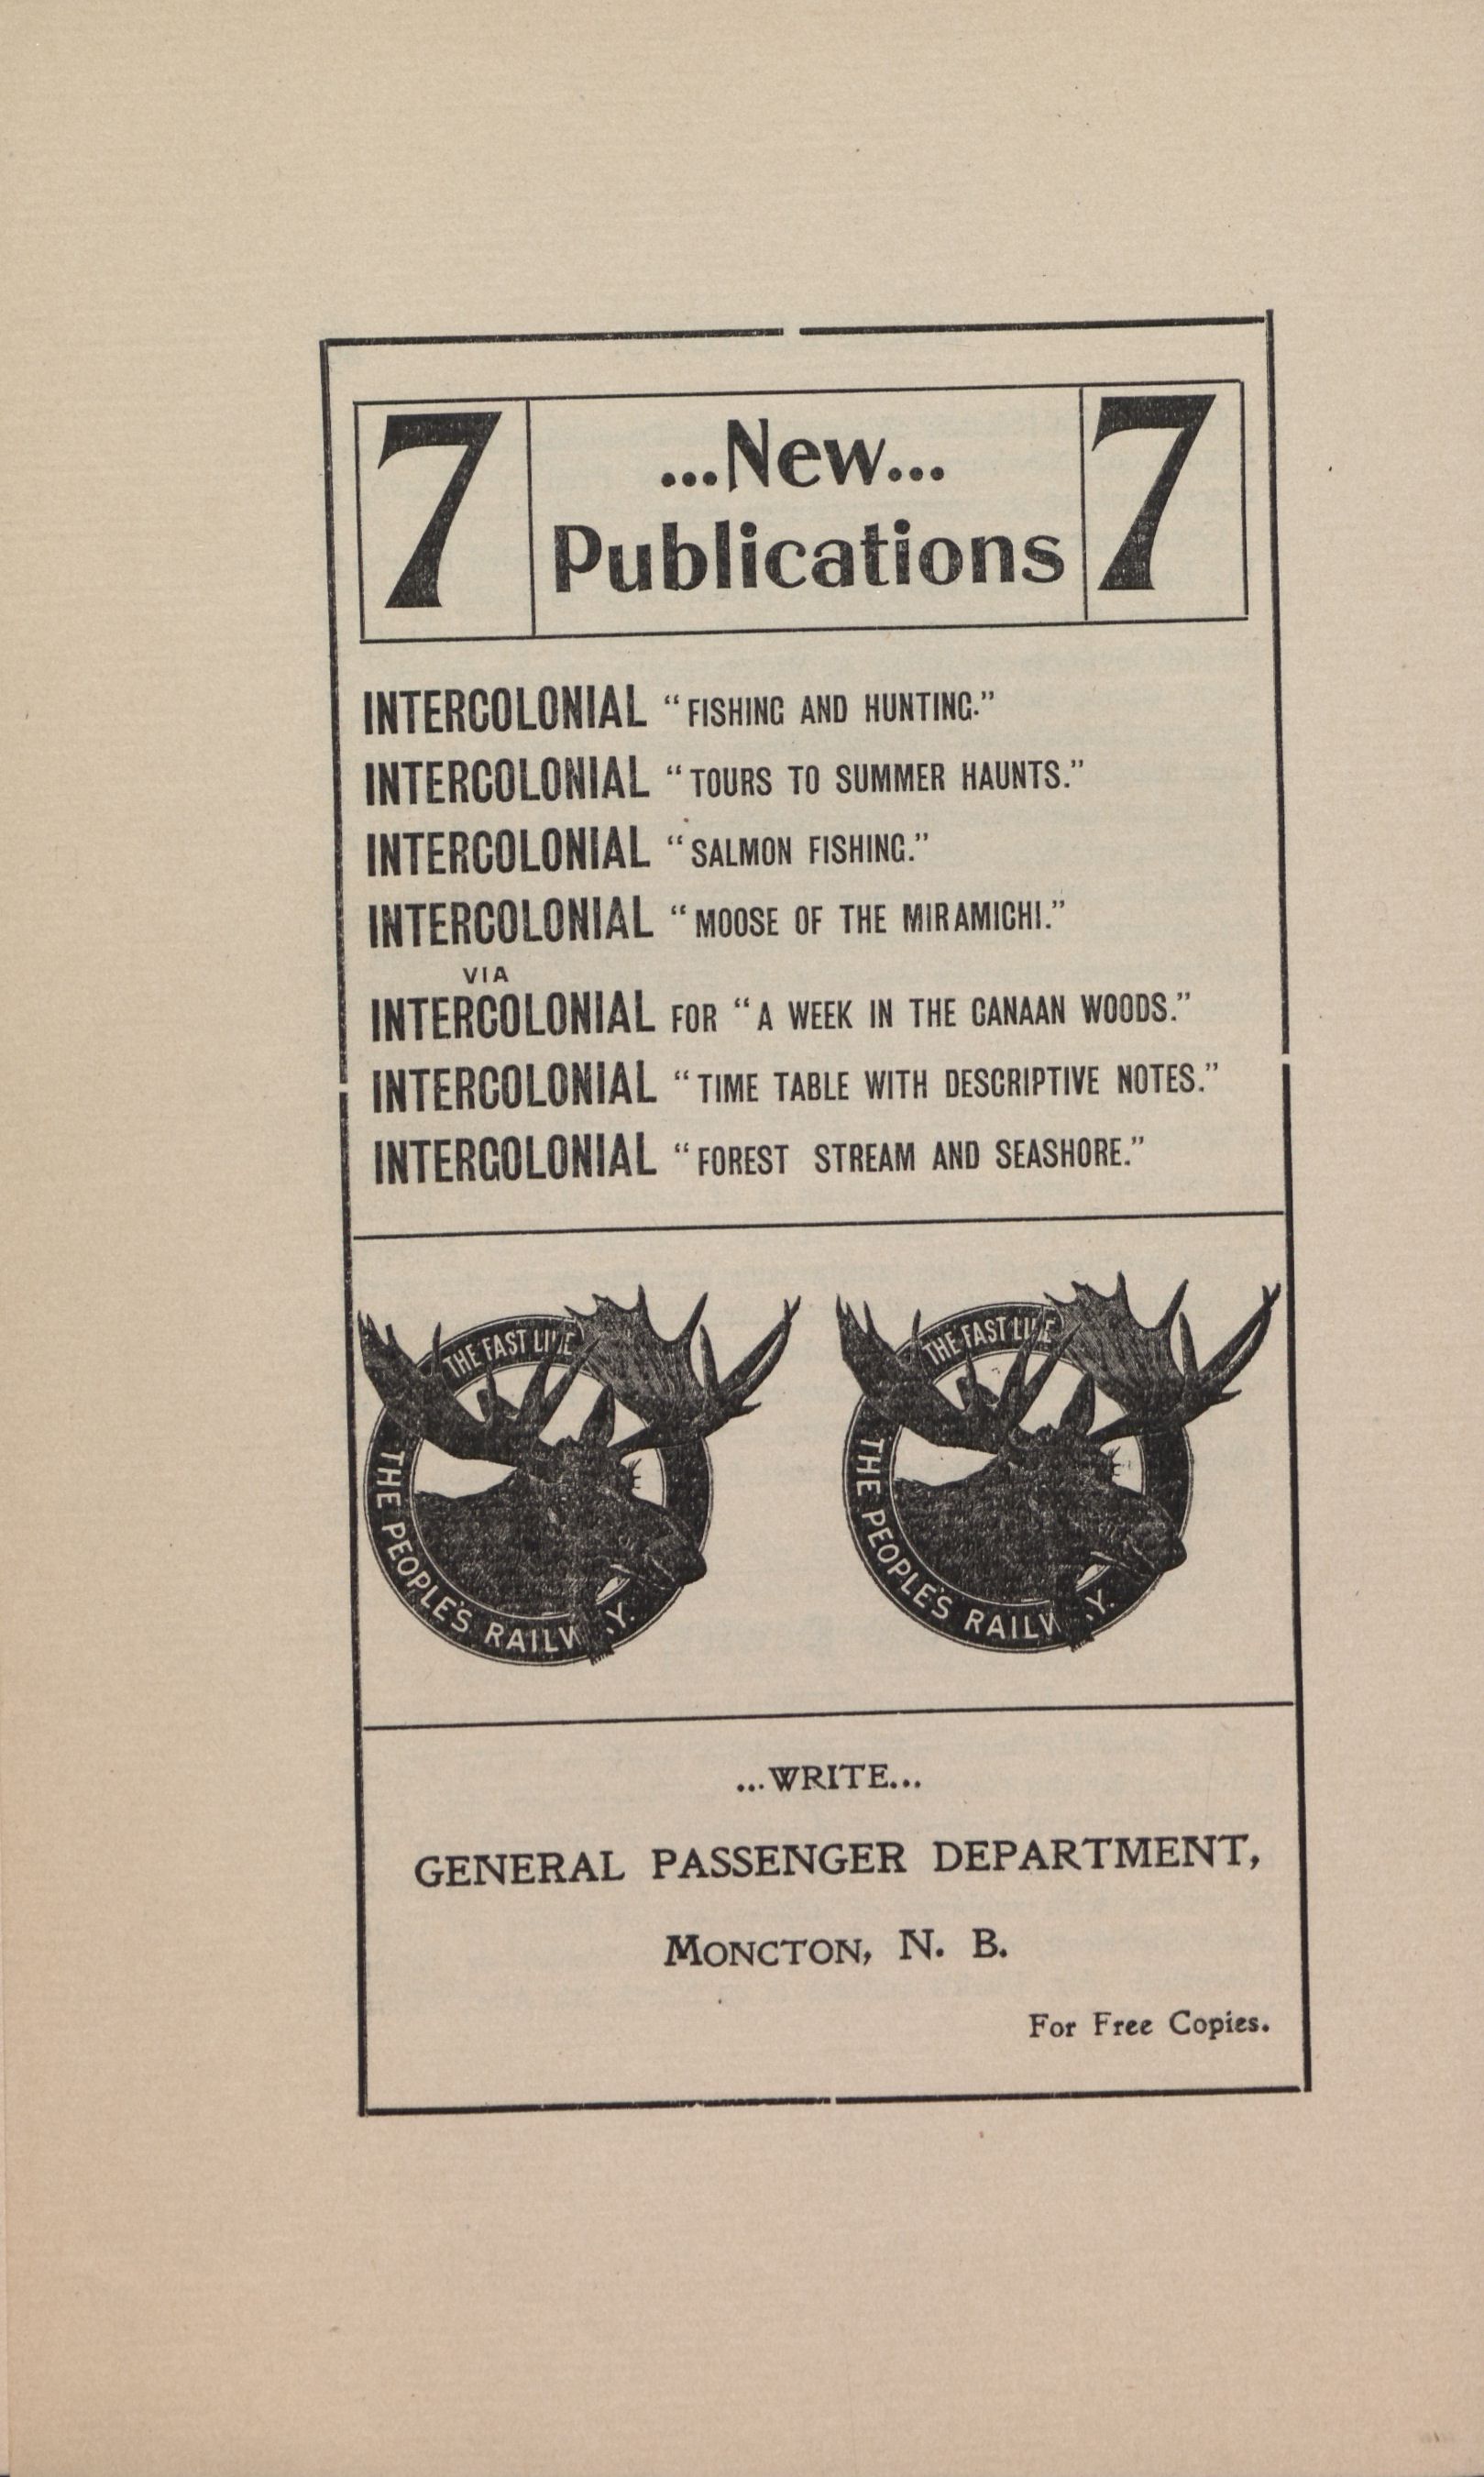 7 ...New... 7
Publications
INTERCOLONIAL “FISHING AND HUNTING.”
INTERCOLONIAL “TOURS TO SUMMER HAUNTS.”
INTERCOLONIAL “SALMON FISHING.”
INTERCOLONIAL “MOOSE OF THE MIRAMICHI.”
VIA
INTERCOLONIAL FOR “A WEEK IN THE CANAAN WOODS.”
INTERCOLONIAL “TIME TABLE WITH DESCRIPTIVE NOTES.”
INTERCOLONIAL “FOREST STREAM AND SEASHORE.”
THE FAST LINE
THE PEOPLE'S RAILWAY.
THE FAST LINE
THE PEOPLE'S RAILWAY.
...WRITE...
GENERAL PASSENGER DEPARTMENT,
MONCTON, N. B.
For Free Copies.